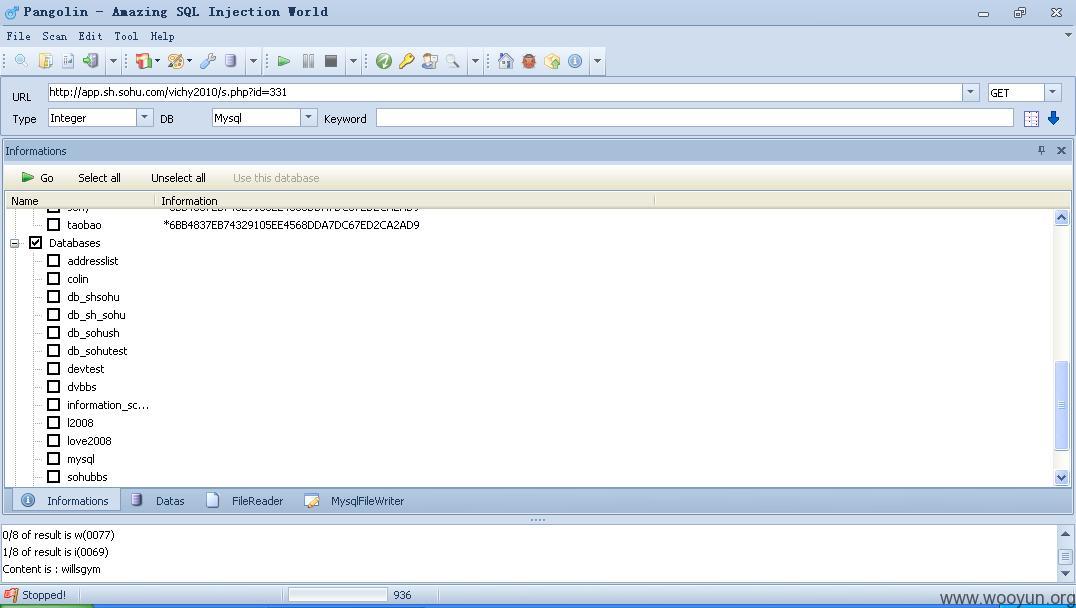 Pangolin - Amazing SQL Injection World
File Scan Edit Tool Help
URL http://app.sh.sohu.com/vichy2010/s.php?id=331 GET
Type Integer DB Mysql Keyword
Informations
Go Select all Unselect all Use this database
Name Information
taobao *6BB4837EB74329105EE4568DDA7DC67ED2CA2AD9
Databases
addresslist
colin
db_shsohu
db_sh_sohu
db_sohush
db_sohutest
devtest
dvbbs
information_sc...
l2008
love2008
mysql
sohubbs
Informations Datas FileReader MysqlFileWriter
0/8 of result is w(0077)
1/8 of result is i(0069)
Content is : willsgym
Stopped! 936
www.wooyun.org